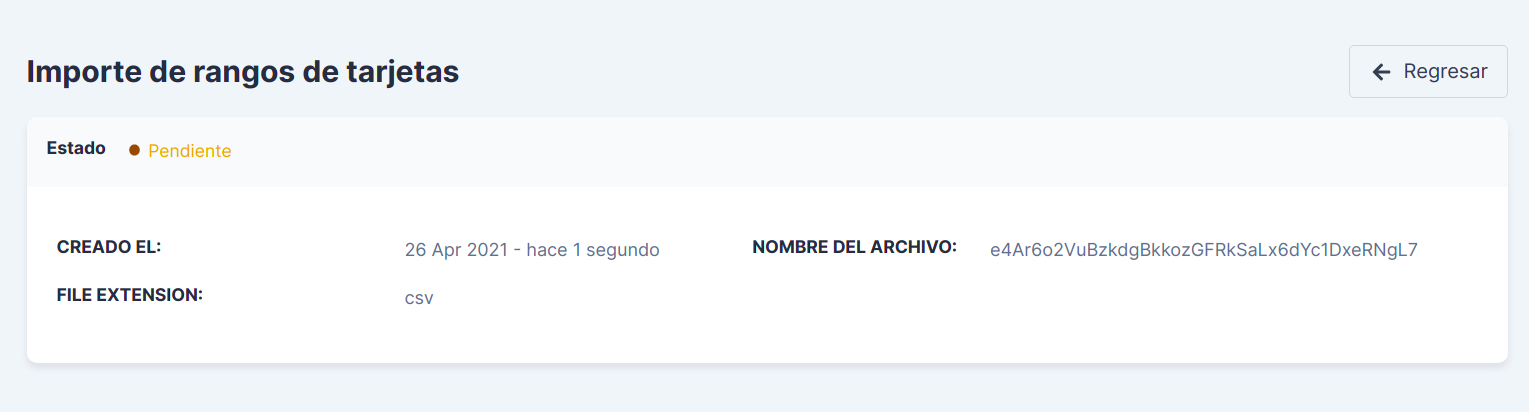 Importe de rangos de tarjetas
Regresar
Estado Pendiente
CREADO EL: 26 Apr 2021 - hace 1 segundo NOMBRE DEL ARCHIVO: e4Ar6o2VuBzkdgBkkozGFRkSaLx6dYc1DxeRNgL7
FILE EXTENSION: csv